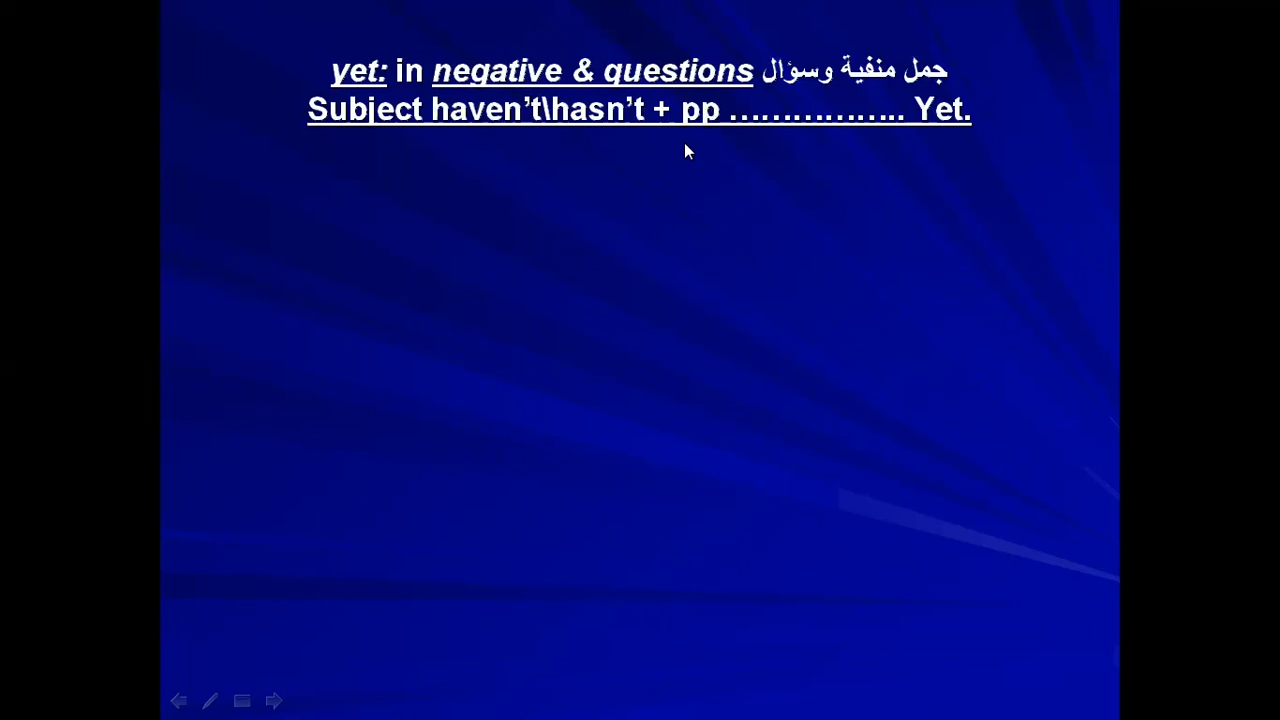 yet: in negative & questions جمل منفية وسؤال
Subject haven’t\hasn’t + pp …………….. Yet.